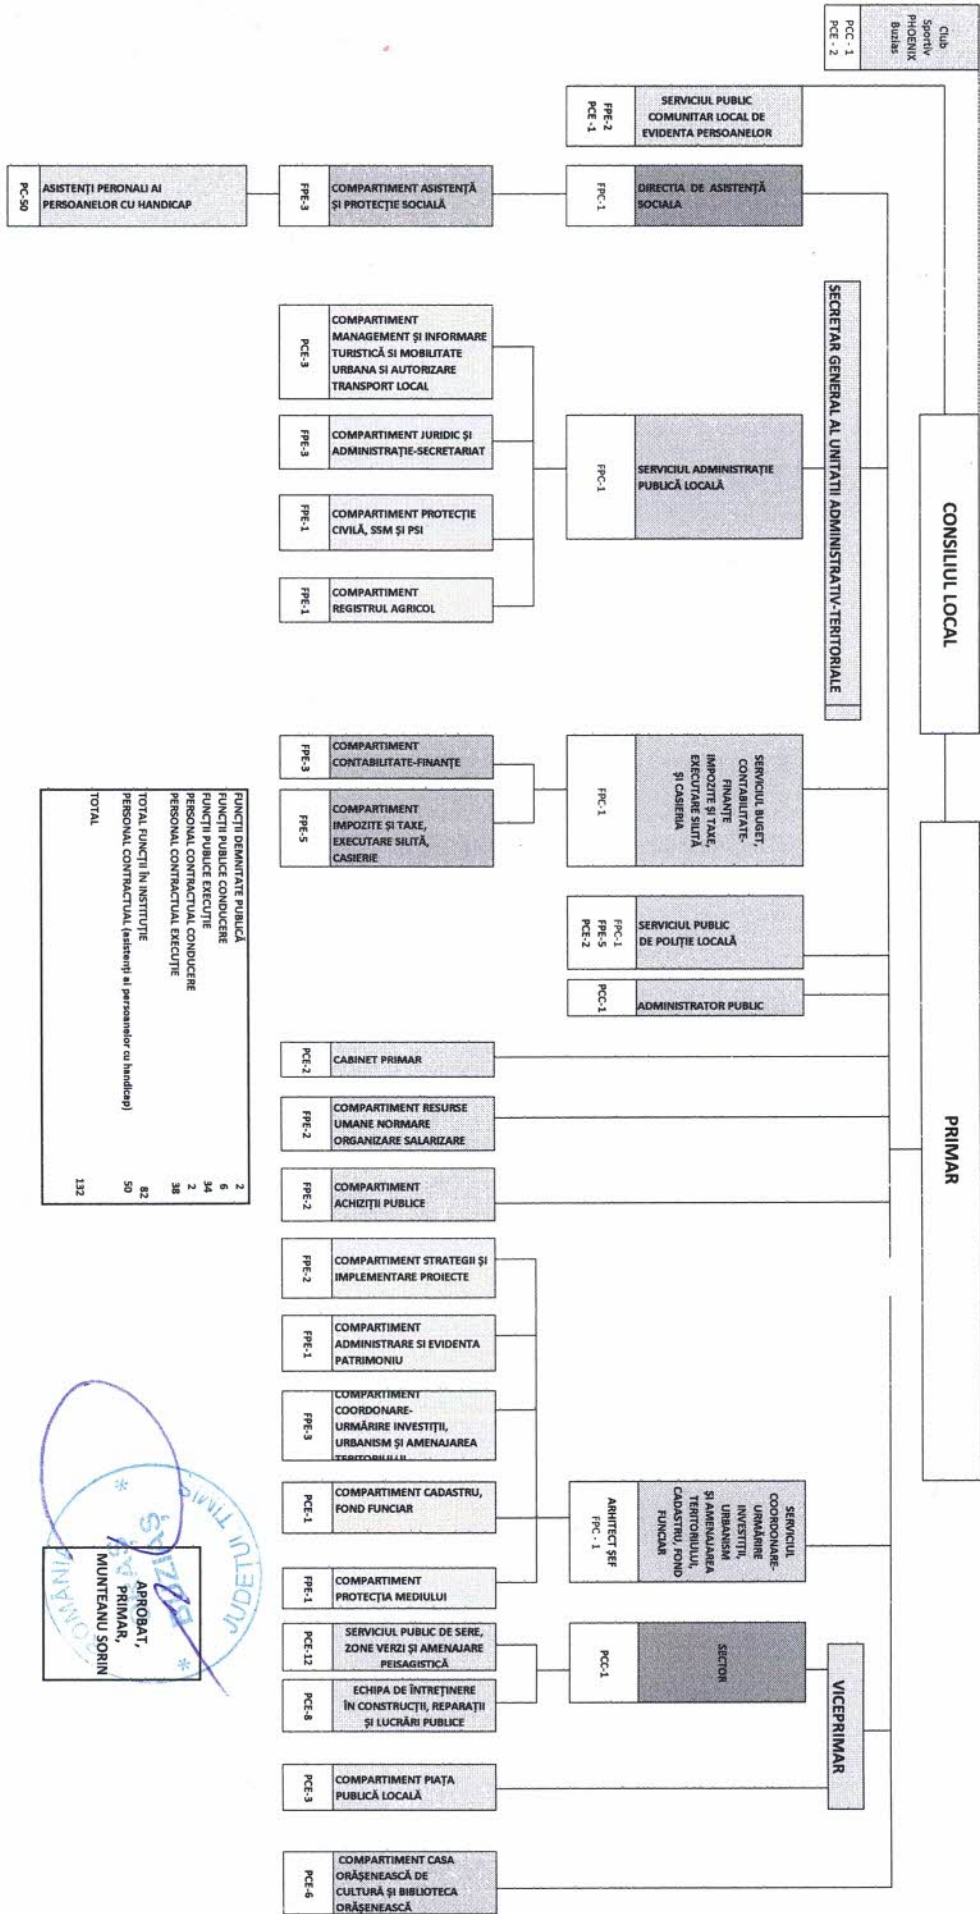 CONSILIUL LOCAL
PRIMAR
Club
Sportiv
PHOENIX
Buzias
PCC - 1
PCE - 2
SECRETAR GENERAL AL UNITATII ADMINISTRATIV-TERITORIALE
VICEPRIMAR
SERVICIUL PUBLIC
COMUNITAR LOCAL DE
EVIDENTA PERSOANELOR
FPE-2
PCE -1
DIRECTIA DE ASISTENȚĂ
SOCIALA
FPC-1
SERVICIUL ADMINISTRAȚIE
PUBLICĂ LOCALĂ
FPC-1
SERVICIUL BUGET,
CONTABILITATE-
FINANȚE
IMPOZITE ȘI TAXE,
EXECUTARE SILITĂ
ȘI CASIERIA
FPC-1
SERVICIUL PUBLIC
DE POLIȚIE LOCALĂ
FPC-1
FPE-5
PCE-2
ADMINISTRATOR PUBLIC
PCC-1
SERVICIUL
COORDONARE-
URMĂRIRE
INVESTIȚII,
URBANISM
ȘI AMENAJAREA
TERITORIULUI,
CADASTRU, FOND
FUNCIAR
ARHITECT ȘEF
FPC - 1
SECTOR
PCC-1
COMPARTIMENT ASISTENȚĂ
ȘI PROTECȚIE SOCIALĂ
FPE-3
COMPARTIMENT
MANAGEMENT ȘI INFORMARE
TURISTICĂ SI MOBILITATE
URBANA SI AUTORIZARE
TRANSPORT LOCAL
PCE-3
COMPARTIMENT JURIDIC ȘI
ADMINISTRAȚIE-SECRETARIAT
FPE-3
COMPARTIMENT PROTECȚIE
CIVILĂ, SSM ȘI PSI
FPE-1
COMPARTIMENT
REGISTRUL AGRICOL
FPE-1
COMPARTIMENT
CONTABILITATE-FINANȚE
FPE-3
COMPARTIMENT
IMPOZITE ȘI TAXE,
EXECUTARE SILITĂ,
CASIERIE
FPE-5
CABINET PRIMAR
PCE-2
COMPARTIMENT RESURSE
UMANE NORMARE
ORGANIZARE SALARIZARE
FPE-2
COMPARTIMENT
ACHIZIȚII PUBLICE
FPE-2
COMPARTIMENT STRATEGII ȘI
IMPLEMENTARE PROIECTE
FPE-2
COMPARTIMENT
ADMINISTRARE SI EVIDENTA
PATRIMONIU
FPE-1
COMPARTIMENT
COORDONARE-
URMĂRIRE INVESTIȚII,
URBANISM ȘI AMENAJAREA
TERITORIULUI
FPE-3
COMPARTIMENT CADASTRU,
FOND FUNCIAR
PCE-1
COMPARTIMENT
PROTECȚIA MEDIULUI
FPE-1
SERVICIUL PUBLIC DE SERE,
ZONE VERZI ȘI AMENAJARE
PEISAGISTICĂ
PCE-12
ECHIPA DE ÎNTREȚINERE
ÎN CONSTRUCȚII, REPARAȚII
ȘI LUCRĂRI PUBLICE
PCE-8
COMPARTIMENT PIAȚA
PUBLICĂ LOCALĂ
PCE-3
COMPARTIMENT CASA
ORĂȘENEASCĂ DE
CULTURĂ ȘI BIBLIOTECA
ORĂȘENEASCĂ
PCE-6
ASISTENȚI PERONALI AI
PERSOANELOR CU HANDICAP
PC-50
FUNCȚII DEMNITATE PUBLICĂ 2
FUNCȚII PUBLICE CONDUCERE 6
FUNCȚII PUBLICE EXECUȚIE 34
PERSONAL CONTRACTUAL CONDUCERE 2
PERSONAL CONTRACTUAL EXECUȚIE 38
TOTAL FUNCȚII ÎN INSTITUȚIE 82
PERSONAL CONTRACTUAL (asistenți ai persoanelor cu handicap) 50
TOTAL 132
APROBAT,
PRIMAR,
MUNTEANU SORIN
ROMÂNIA * JUDEȚUL TIMIȘ *
BUZIAȘ